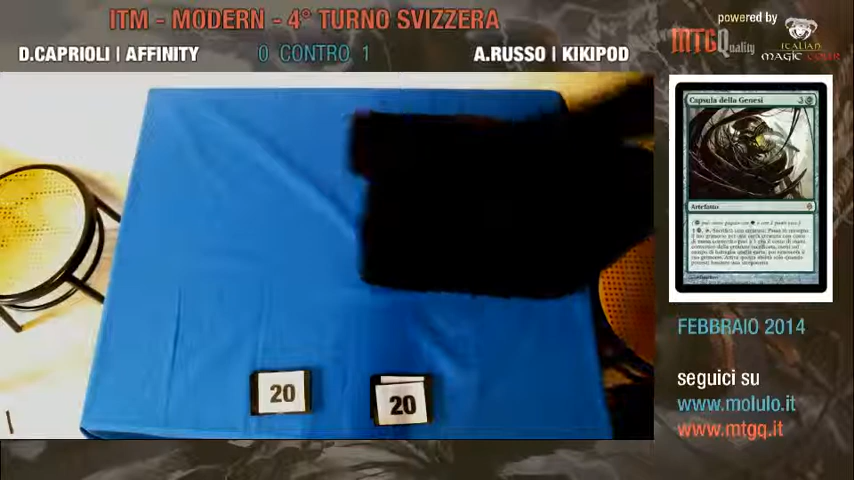 ITM - MODERN - 4° TURNO SVIZZERA
D.CAPRIOLI | AFFINITY
0 CONTRO 1
A.RUSSO | KIKIPOD
powered by
MTGQuality
ITALIAN
MAGIC TOUR
Capsula della Genesi
Artefatto
20
20
FEBBRAIO 2014
seguici su
www.molulo.it
www.mtgq.it